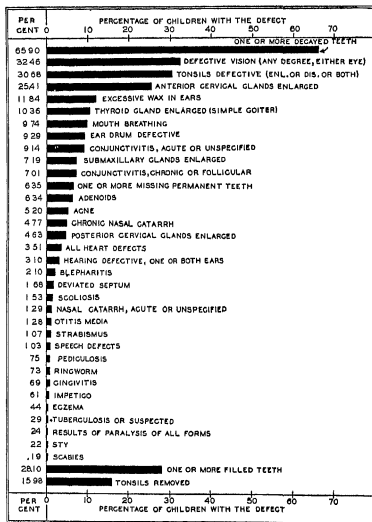 PER CENT PERCENTAGE OF CHILDREN WITH THE DEFECT
0 10 20 30 40 50 60 70
65 90 ONE OR MORE DECAYED TEETH
32 46 DEFECTIVE VISION (ANY DEGREE, EITHER EYE)
30 68 TONSILS DEFECTIVE (ENL. OR DIS. OR BOTH)
25 41 ANTERIOR CERVICAL GLANDS ENLARGED
11 84 EXCESSIVE WAX IN EARS
10 36 THYROID GLAND ENLARGED (SIMPLE GOITER)
9 74 MOUTH BREATHING
9 29 EAR DRUM DEFECTIVE
9 14 CONJUNCTIVITIS, ACUTE OR UNSPECIFIED
7 19 SUBMAXILLARY GLANDS ENLARGED
7 01 CONJUNCTIVITIS, CHRONIC OR FOLLICULAR
6 35 ONE OR MORE MISSING PERMANENT TEETH
6 34 ADENOIDS
5 20 ACNE
4 77 CHRONIC NASAL CATARRH
4 63 POSTERIOR CERVICAL GLANDS ENLARGED
3 51 ALL HEART DEFECTS
3 10 HEARING DEFECTIVE, ONE OR BOTH EARS
2 10 BLEPHARITIS
1 68 DEVIATED SEPTUM
1 53 SCOLIOSIS
1 29 NASAL CATARRH, ACUTE OR UNSPECIFIED
1 28 OTITIS MEDIA
1 07 STRABISMUS
1 03 SPEECH DEFECTS
75 PEDICULOSIS
73 RINGWORM
69 GINGIVITIS
61 IMPETIGO
44 ECZEMA
29 TUBERCULOSIS OR SUSPECTED
24 RESULTS OF PARALYSIS OF ALL FORMS
22 STY
.19 SCABIES
28.10 ONE OR MORE FILLED TEETH
15 98 TONSILS REMOVED
PER CENT 0 10 20 30 40 50 60 70
PERCENTAGE OF CHILDREN WITH THE DEFECT